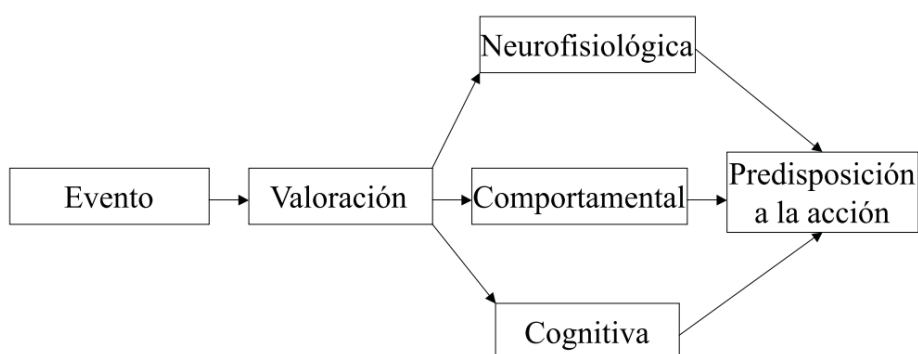 Neurofisiológica
Evento
Valoración
Comportamental
Predisposición
a la acción
Cognitiva